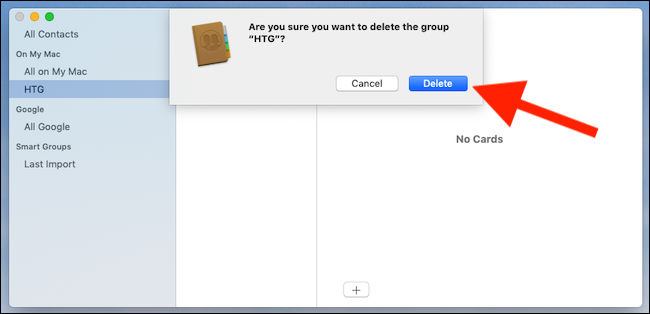 All Contacts
On My Mac
All on My Mac
HTG
Google
All Google
Smart Groups
Last Import
Are you sure you want to delete the group
“HTG”?
Cancel
Delete
No Cards
+